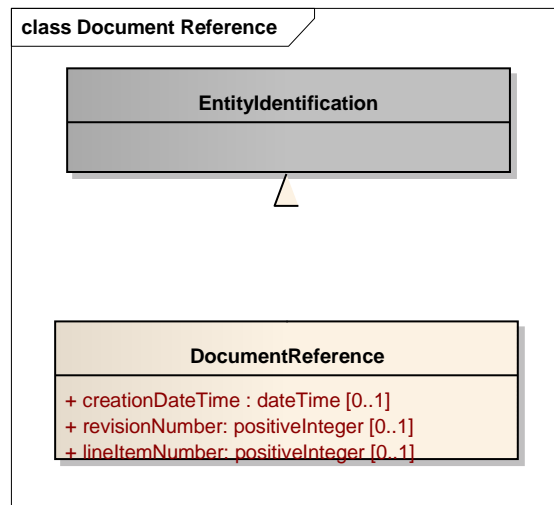 class Document Reference
EntityIdentification
DocumentReference
+ creationDateTime : dateTime [0..1]
+ revisionNumber: positiveInteger [0..1]
+ lineItemNumber: positiveInteger [0..1]